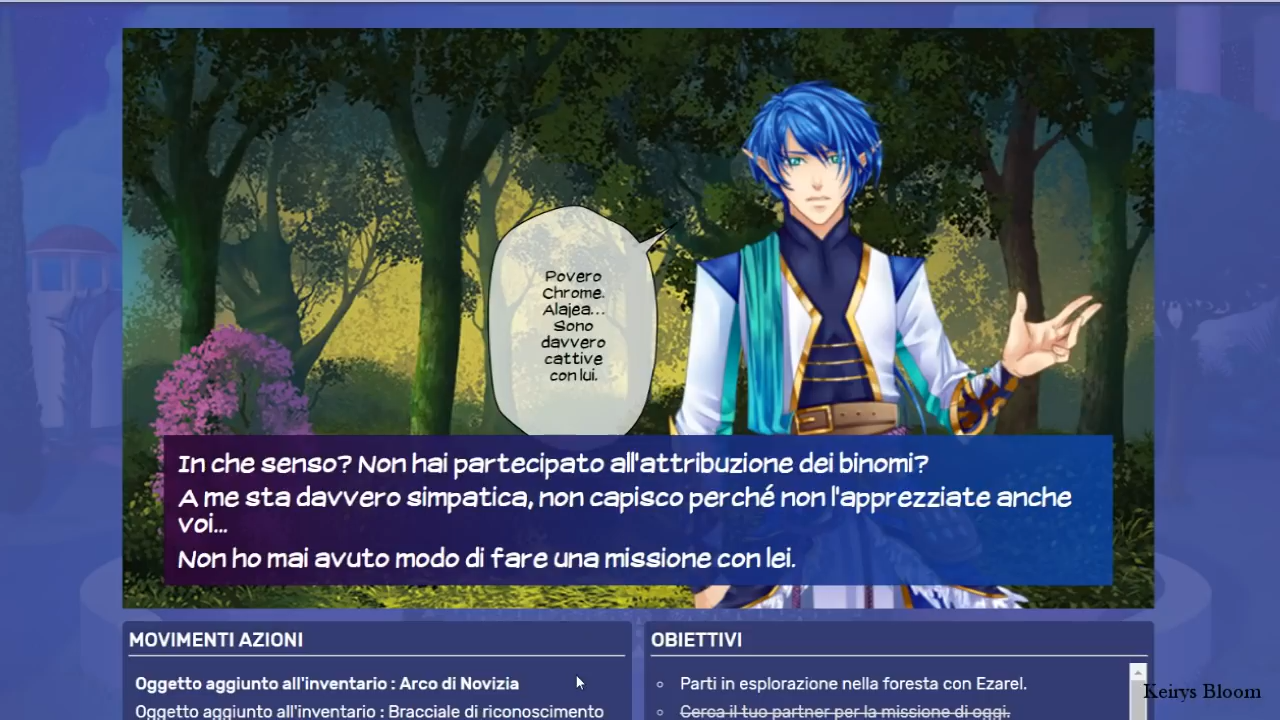 Povero
Chrome.
Alajea...
Sono
davvero
cattive
con lui.
In che senso? Non hai partecipato all'attribuzione dei binomi?
A me sta davvero simpatica, non capisco perché non l'apprezziate anche
voi...
Non ho mai avuto modo di fare una missione con lei.
MOVIMENTI AZIONI
Oggetto aggiunto all'inventario : Arco di Novizia
Oggetto aggiunto all'inventario : Bracciale di riconoscimento
OBIETTIVI
Parti in esplorazione nella foresta con Ezarel.
Cerca il tuo partner per la missione di oggi.
Keirys Bloom